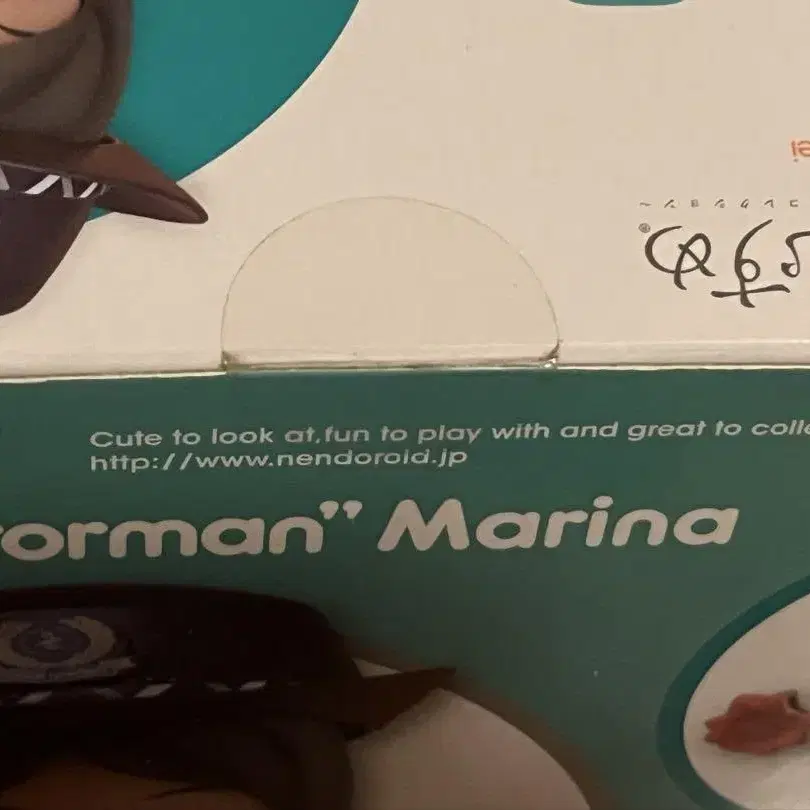 Cute to look at,fun to play with and great to colle
http://www.nendoroid.jp
orman” Marina